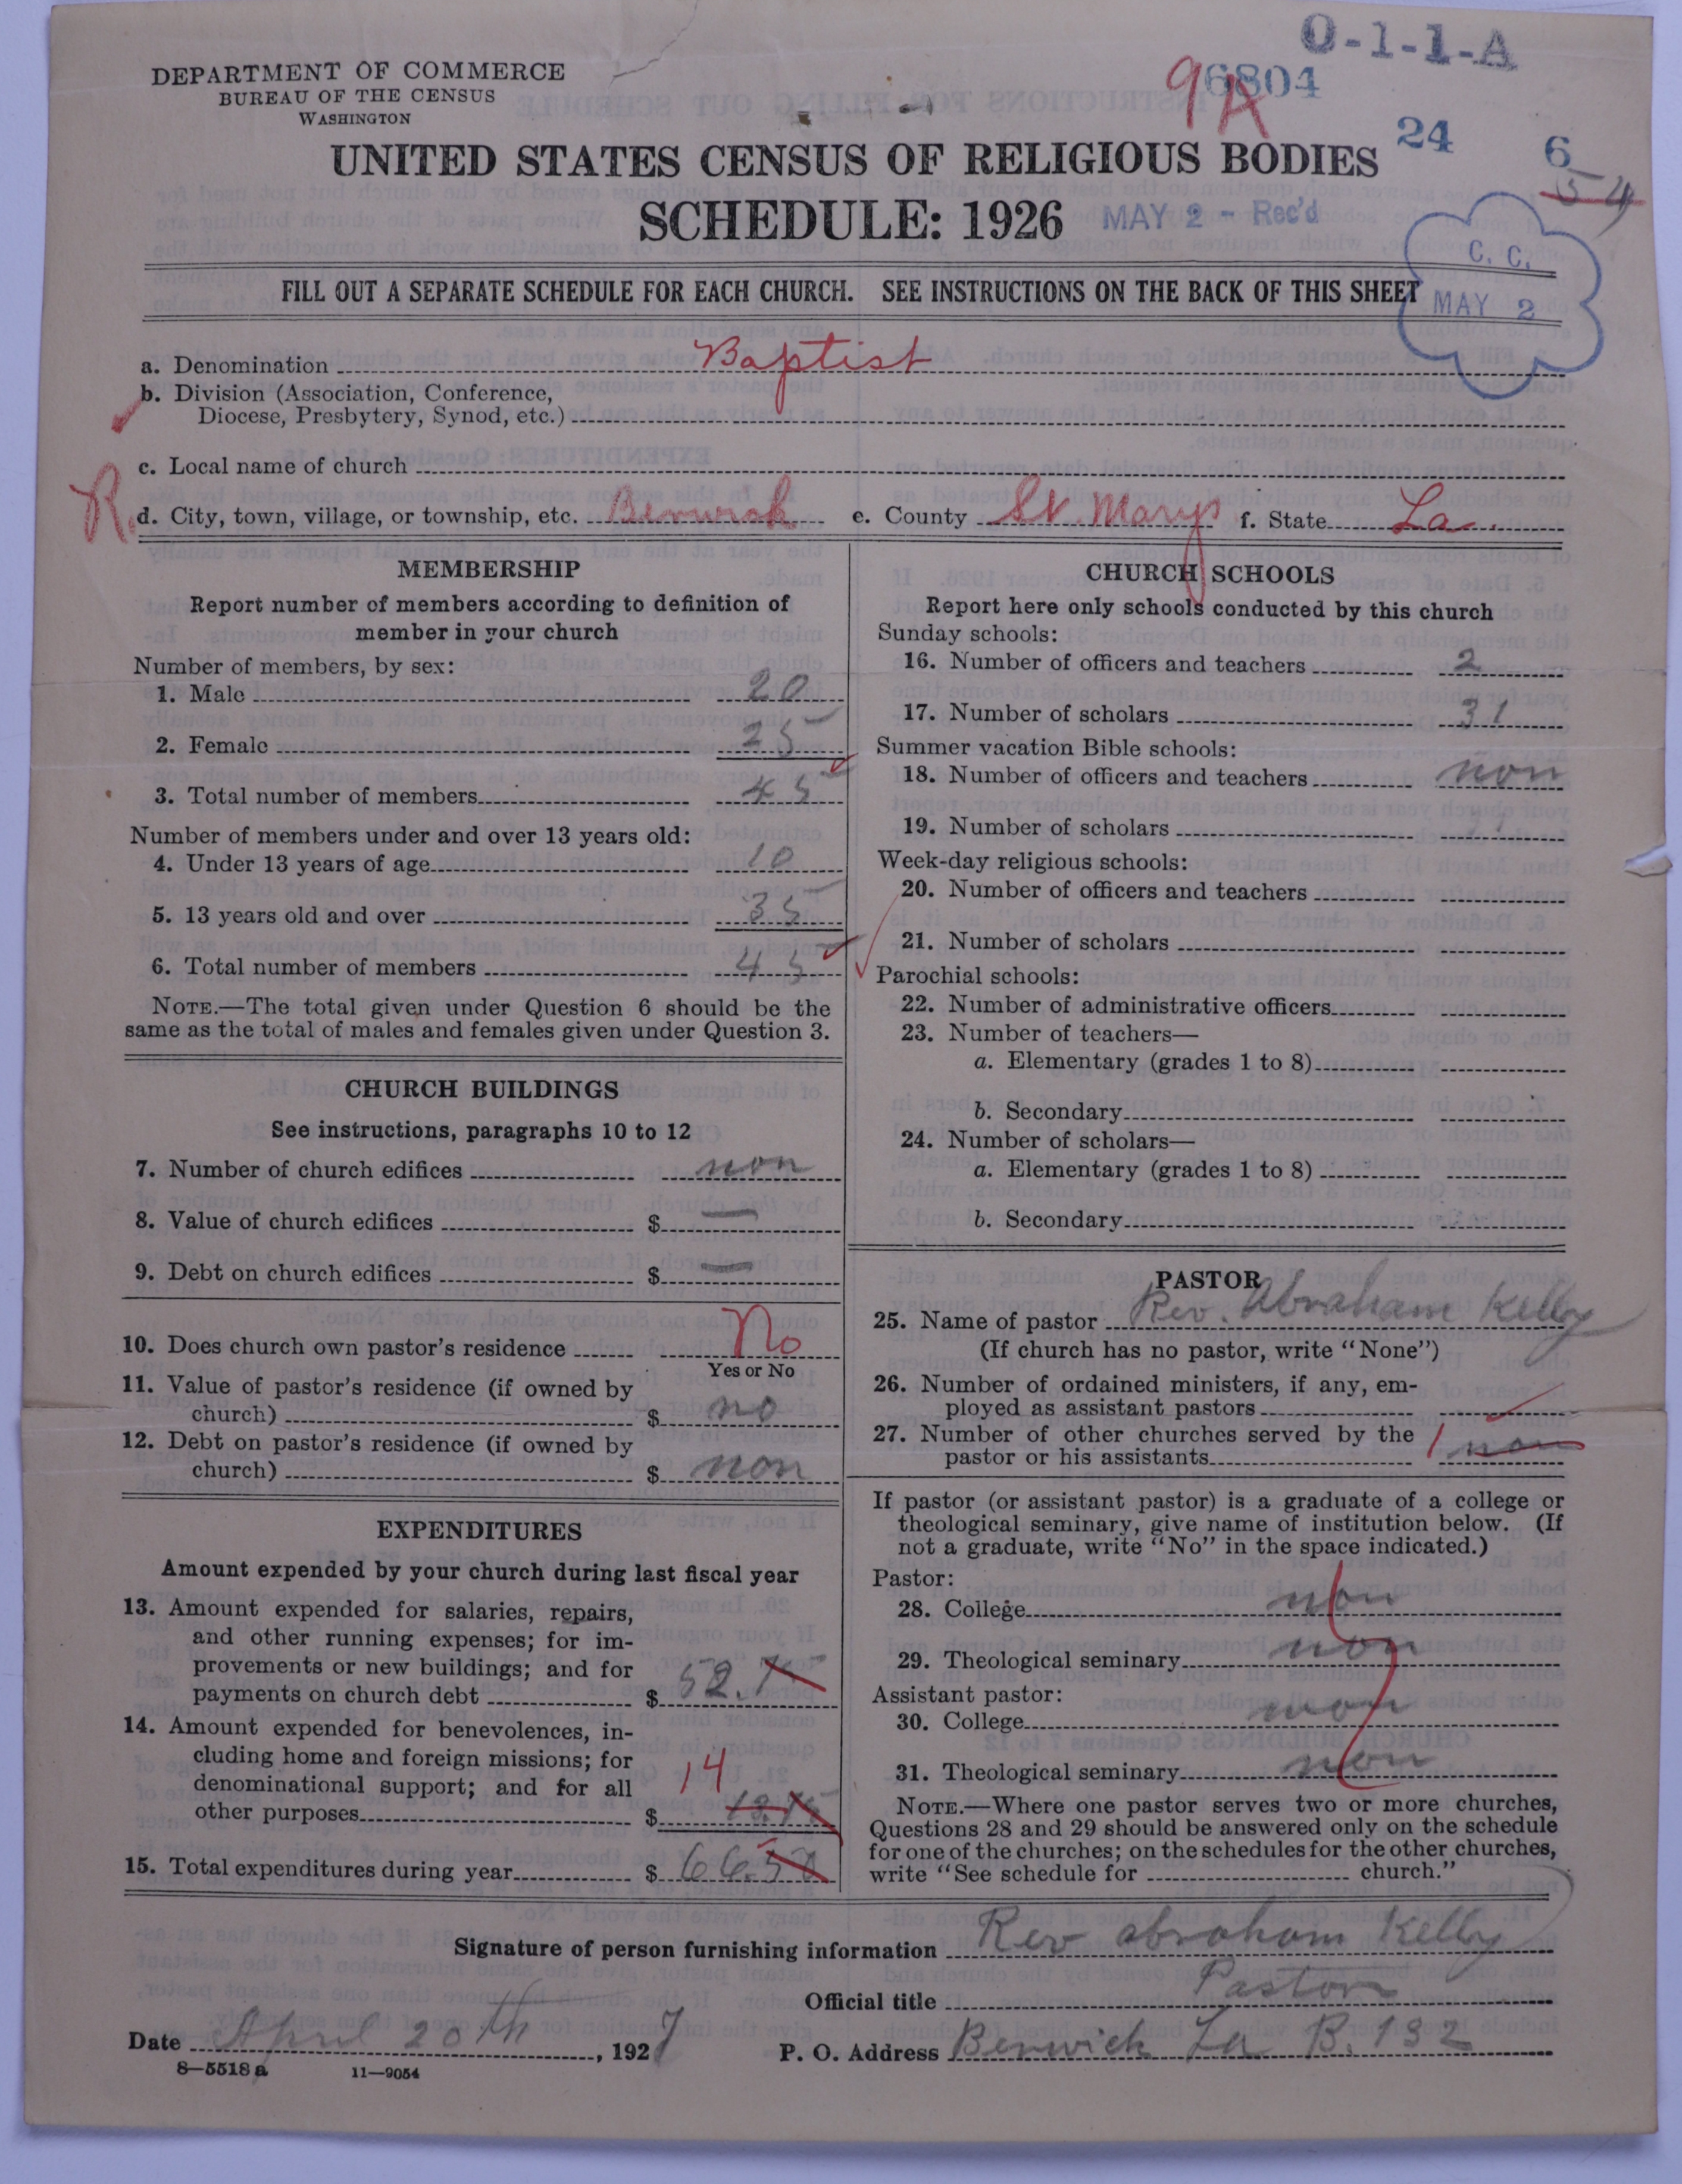 O-1-1-A
DEPARTMENT OF COMMERCE
BUREAU OF THE CENSUS
WASHINGTON
9A
96804
24
6
54
UNITED STATES CENSUS OF RELIGIOUS BODIES
SCHEDULE: 1926
MAY 2 - Rec'd
C. C.
MAY 2
FILL OUT A SEPARATE SCHEDULE FOR EACH CHURCH. SEE INSTRUCTIONS ON THE BACK OF THIS SHEET
a. Denomination Baptist
b. Division (Association, Conference,
Diocese, Presbytery, Synod, etc.)
c. Local name of church
R. d. City, town, village, or township, etc. Berwick e. County St. Marys f. State La.
MEMBERSHIP
Report number of members according to definition of
member in your church
Number of members, by sex:
1. Male 20
2. Female 25
3. Total number of members 45
Number of members under and over 13 years old:
4. Under 13 years of age 10
5. 13 years old and over 35
6. Total number of members 45
NOTE.—The total given under Question 6 should be the
same as the total of males and females given under Question 3.
CHURCH BUILDINGS
See instructions, paragraphs 10 to 12
7. Number of church edifices non
8. Value of church edifices $ —
9. Debt on church edifices $ —
10. Does church own pastor's residence No
Yes or No
11. Value of pastor's residence (if owned by
church) $ no
12. Debt on pastor's residence (if owned by
church) $ non
EXPENDITURES
Amount expended by your church during last fiscal year
13. Amount expended for salaries, repairs,
and other running expenses; for im-
provements or new buildings; and for
payments on church debt $ 52.
14. Amount expended for benevolences, in-
cluding home and foreign missions; for
denominational support; and for all 14
other purposes $
15. Total expenditures during year $ 66.50
CHURCH SCHOOLS
Report here only schools conducted by this church
Sunday schools:
16. Number of officers and teachers 2
17. Number of scholars 31
Summer vacation Bible schools:
18. Number of officers and teachers non
19. Number of scholars
Week-day religious schools:
20. Number of officers and teachers
21. Number of scholars
Parochial schools:
22. Number of administrative officers
23. Number of teachers—
a. Elementary (grades 1 to 8)
b. Secondary
24. Number of scholars—
a. Elementary (grades 1 to 8)
b. Secondary
PASTOR
25. Name of pastor Rev. Abraham Kelly
(If church has no pastor, write "None")
26. Number of ordained ministers, if any, em-
ployed as assistant pastors
27. Number of other churches served by the
pastor or his assistants 1 non
If pastor (or assistant pastor) is a graduate of a college or
theological seminary, give name of institution below. (If
not a graduate, write "No" in the space indicated.)
Pastor:
28. College non
29. Theological seminary non
Assistant pastor:
30. College non
31. Theological seminary non
NOTE.—Where one pastor serves two or more churches,
Questions 28 and 29 should be answered only on the schedule
for one of the churches; on the schedules for the other churches,
write "See schedule for church."
Signature of person furnishing information Rev abraham Kelly
Official title Pastor
Date April 20th, 1927
P. O. Address Berwick La B. 132
8—5518 a 11—9054